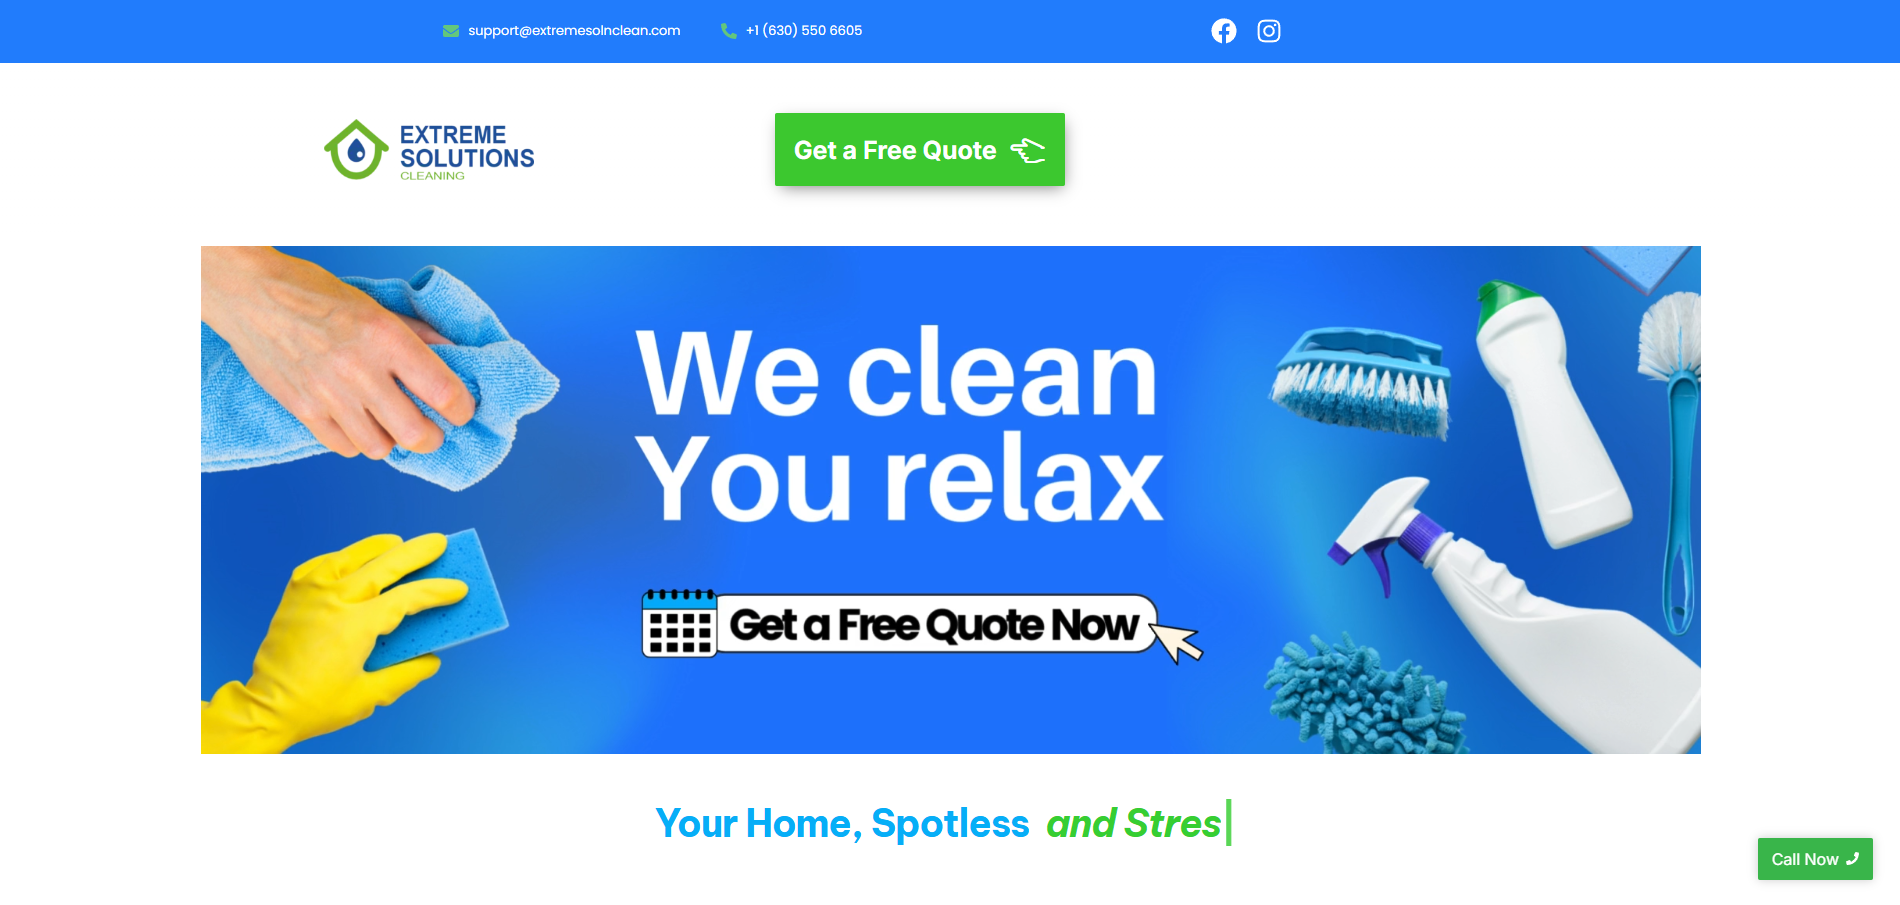 support@extremesolnclean.com
+1 (630) 550 6605
EXTREME
SOLUTIONS
CLEANING
Get a Free Quote
We clean
You relax
Get a Free Quote Now
Your Home, Spotless and Stres
Call Now